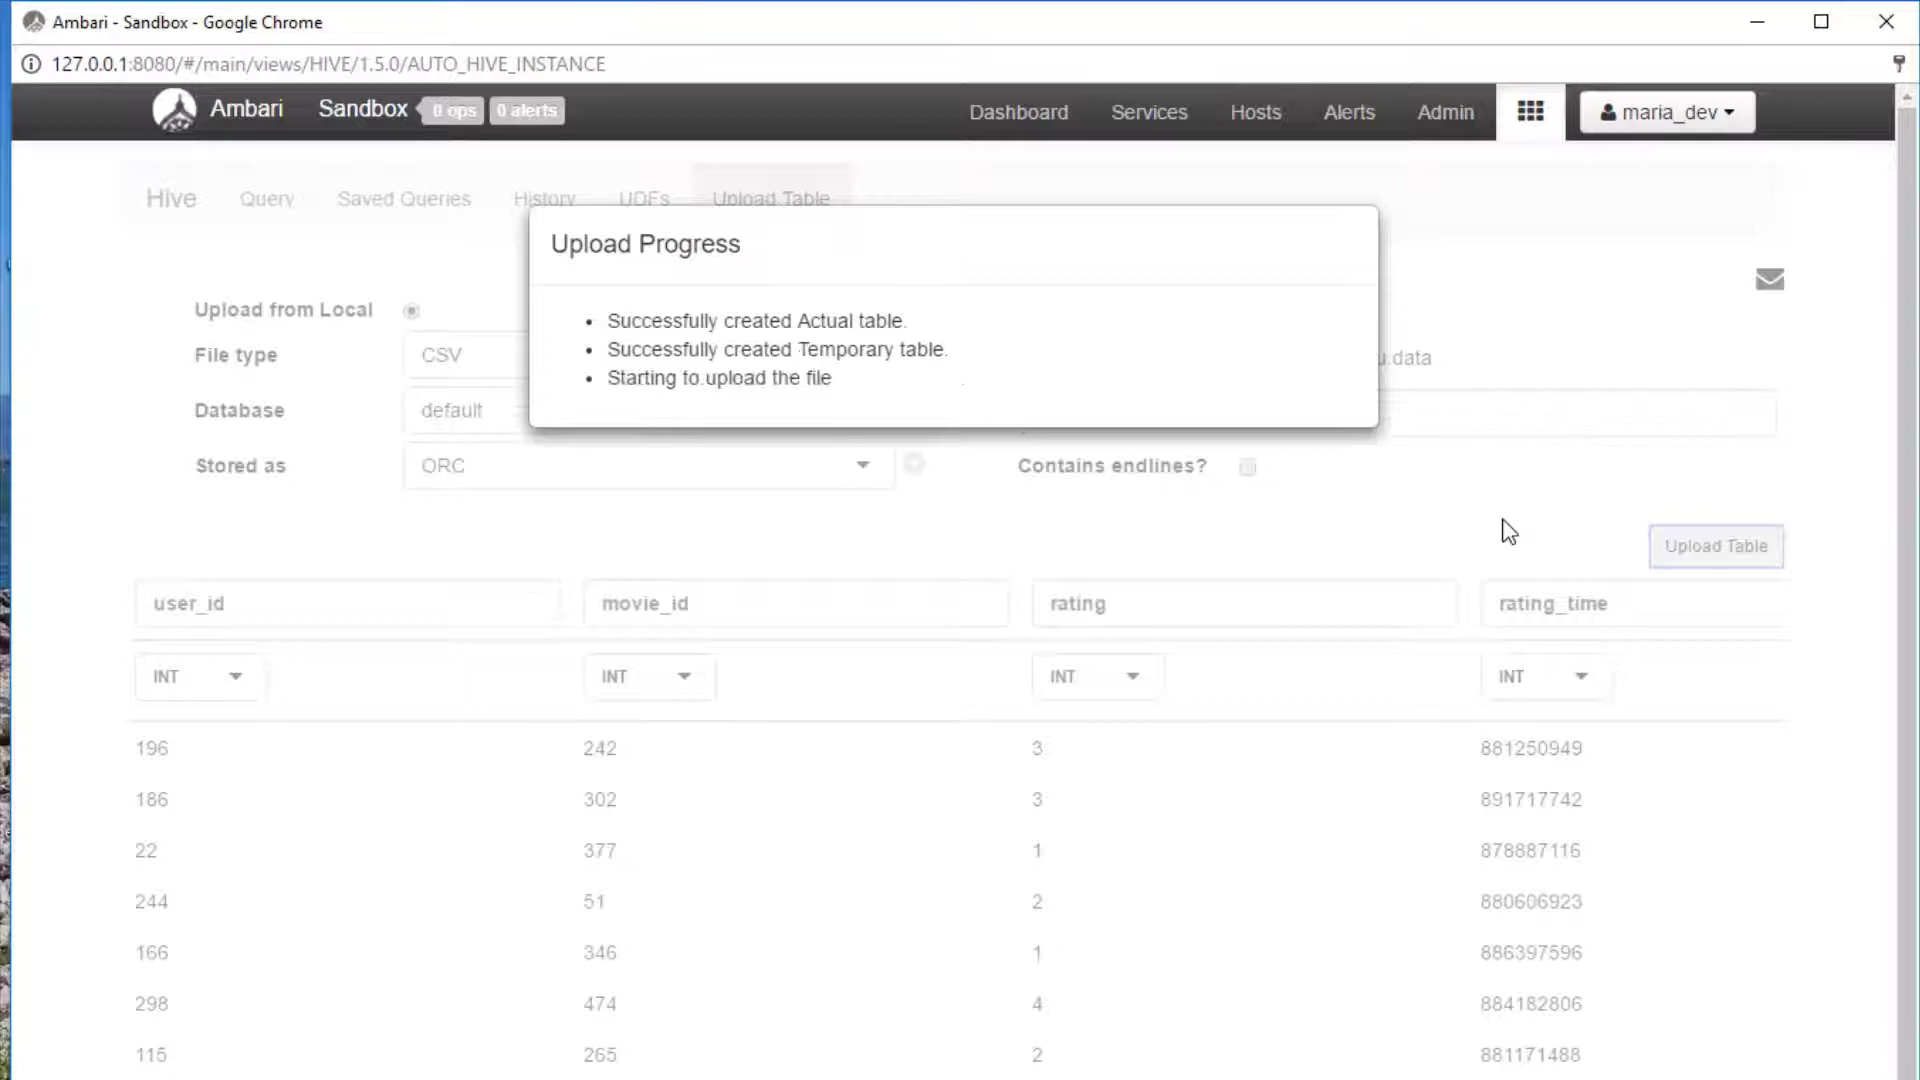 Ambari - Sandbox - Google Chrome
127.0.0.1:8080/#/main/views/HIVE/1.5.0/AUTO_HIVE_INSTANCE
Ambari Sandbox 0 ops 0 alerts Dashboard Services Hosts Alerts Admin maria_dev
Hive Query Saved Queries History UDFs Upload Table
Upload Progress
Successfully created Actual table.
Successfully created Temporary table.
Starting to upload the file
Upload from Local
File type CSV u.data
Database default
Stored as ORC Contains endlines?
Upload Table
user_id movie_id rating rating_time
INT INT INT INT
196 242 3 881250949
186 302 3 891717742
22 377 1 878887116
244 51 2 880606923
166 346 1 886397596
298 474 4 884182806
115 265 2 881171488